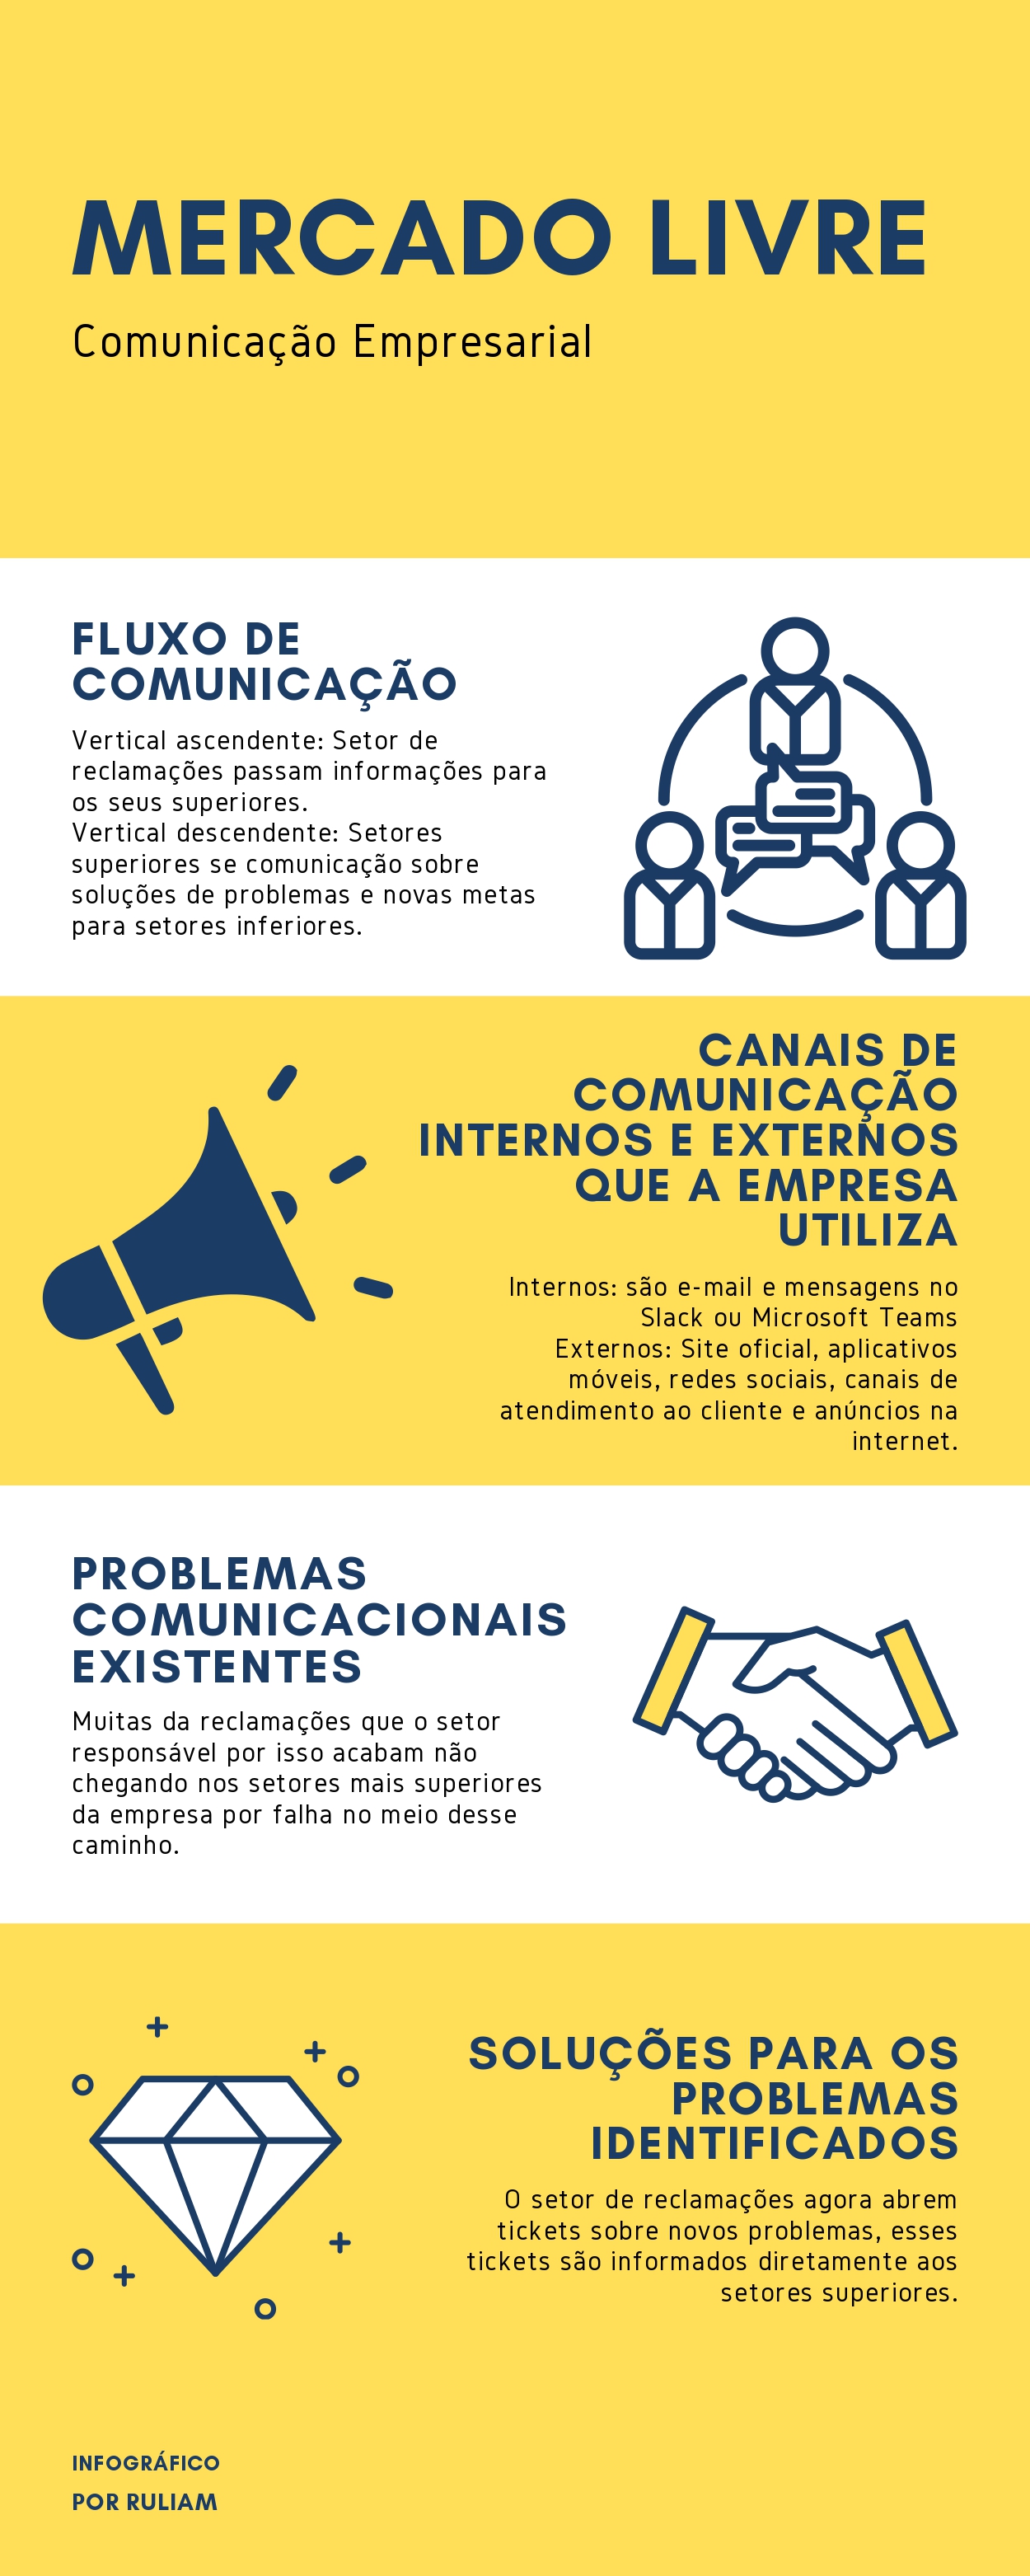 MERCADO LIVRE
Comunicação Empresarial
FLUXO DE
COMUNICAÇÃO
Vertical ascendente: Setor de
reclamações passam informações para
os seus superiores.
Vertical descendente: Setores
superiores se comunicação sobre
soluções de problemas e novas metas
para setores inferiores.
CANAIS DE
COMUNICAÇÃO
INTERNOS E EXTERNOS
QUE A EMPRESA
UTILIZA
Internos: são e-mail e mensagens no
Slack ou Microsoft Teams
Externos: Site oficial, aplicativos
móveis, redes sociais, canais de
atendimento ao cliente e anúncios na
internet.
PROBLEMAS
COMUNICACIONAIS
EXISTENTES
Muitas da reclamações que o setor
responsável por isso acabam não
chegando nos setores mais superiores
da empresa por falha no meio desse
caminho.
SOLUÇÕES PARA OS
PROBLEMAS
IDENTIFICADOS
O setor de reclamações agora abrem
tickets sobre novos problemas, esses
tickets são informados diretamente aos
setores superiores.
INFOGRÁFICO
POR RULIAM